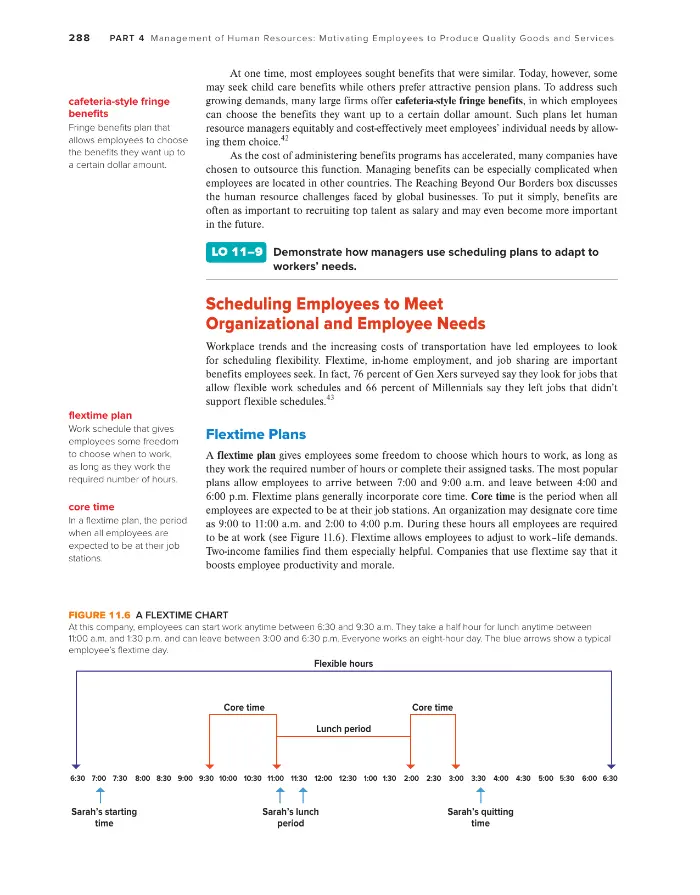 288 PART 4 Management of Human Resources: Motivating Employees to Produce Quality Goods and Services
At one time, most employees sought benefits that were similar. Today, however, some
may seek child care benefits while others prefer attractive pension plans. To address such
growing demands, many large firms offer cafeteria-style fringe benefits, in which employees
can choose the benefits they want up to a certain dollar amount. Such plans let human
resource managers equitably and cost-effectively meet employees' individual needs by allow-
ing them choice.42
As the cost of administering benefits programs has accelerated, many companies have
chosen to outsource this function. Managing benefits can be especially complicated when
employees are located in other countries. The Reaching Beyond Our Borders box discusses
the human resource challenges faced by global businesses. To put it simply, benefits are
often as important to recruiting top talent as salary and may even become more important
in the future.
cafeteria-style fringe
benefits
Fringe benefits plan that
allows employees to choose
the benefits they want up to
a certain dollar amount.
LO 11–9 Demonstrate how managers use scheduling plans to adapt to
workers' needs.
Scheduling Employees to Meet
Organizational and Employee Needs
Workplace trends and the increasing costs of transportation have led employees to look
for scheduling flexibility. Flextime, in-home employment, and job sharing are important
benefits employees seek. In fact, 76 percent of Gen Xers surveyed say they look for jobs that
allow flexible work schedules and 66 percent of Millennials say they left jobs that didn't
support flexible schedules.43
Flextime Plans
A flextime plan gives employees some freedom to choose which hours to work, as long as
they work the required number of hours or complete their assigned tasks. The most popular
plans allow employees to arrive between 7:00 and 9:00 a.m. and leave between 4:00 and
6:00 p.m. Flextime plans generally incorporate core time. Core time is the period when all
employees are expected to be at their job stations. An organization may designate core time
as 9:00 to 11:00 a.m. and 2:00 to 4:00 p.m. During these hours all employees are required
to be at work (see Figure 11.6). Flextime allows employees to adjust to work–life demands.
Two-income families find them especially helpful. Companies that use flextime say that it
boosts employee productivity and morale.
flextime plan
Work schedule that gives
employees some freedom
to choose when to work,
as long as they work the
required number of hours.
core time
In a flextime plan, the period
when all employees are
expected to be at their job
stations.
FIGURE 11.6 A FLEXTIME CHART
At this company, employees can start work anytime between 6:30 and 9:30 a.m. They take a half hour for lunch anytime between
11:00 a.m. and 1:30 p.m. and can leave between 3:00 and 6:30 p.m. Everyone works an eight-hour day. The blue arrows show a typical
employee's flextime day.
Flexible hours
Core time Core time
Lunch period
6:30 7:00 7:30 8:00 8:30 9:00 9:30 10:00 10:30 11:00 11:30 12:00 12:30 1:00 1:30 2:00 2:30 3:00 3:30 4:00 4:30 5:00 5:30 6:00 6:30
Sarah's starting Sarah's lunch Sarah's quitting
time period time